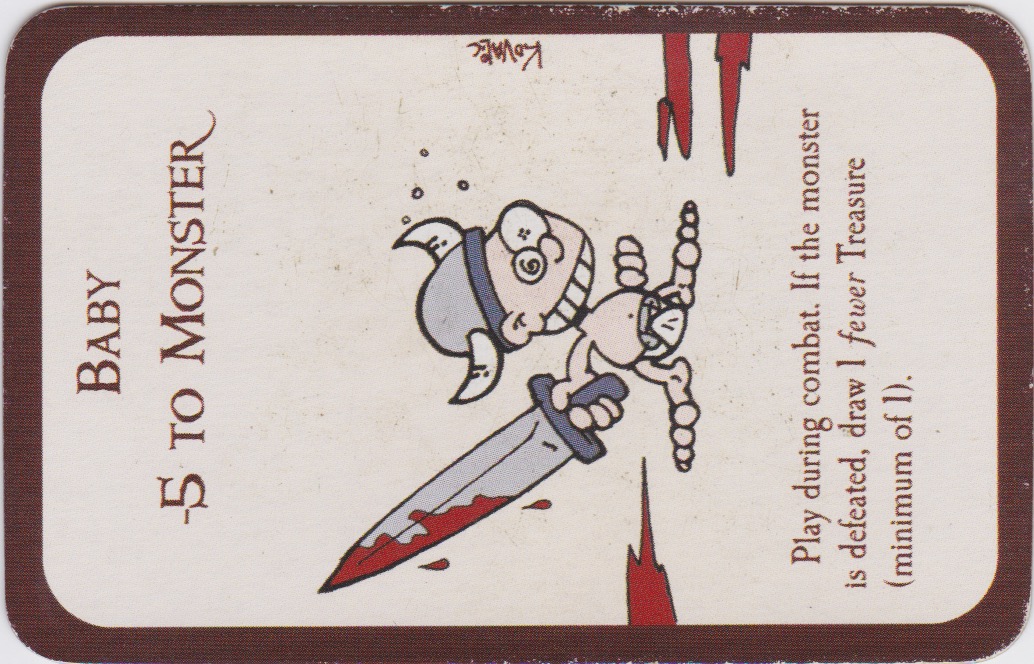 BABY
-5 TO MONSTER
KOVALIC
Play during combat. If the monster
is defeated, draw 1 fewer Treasure
(minimum of 1).